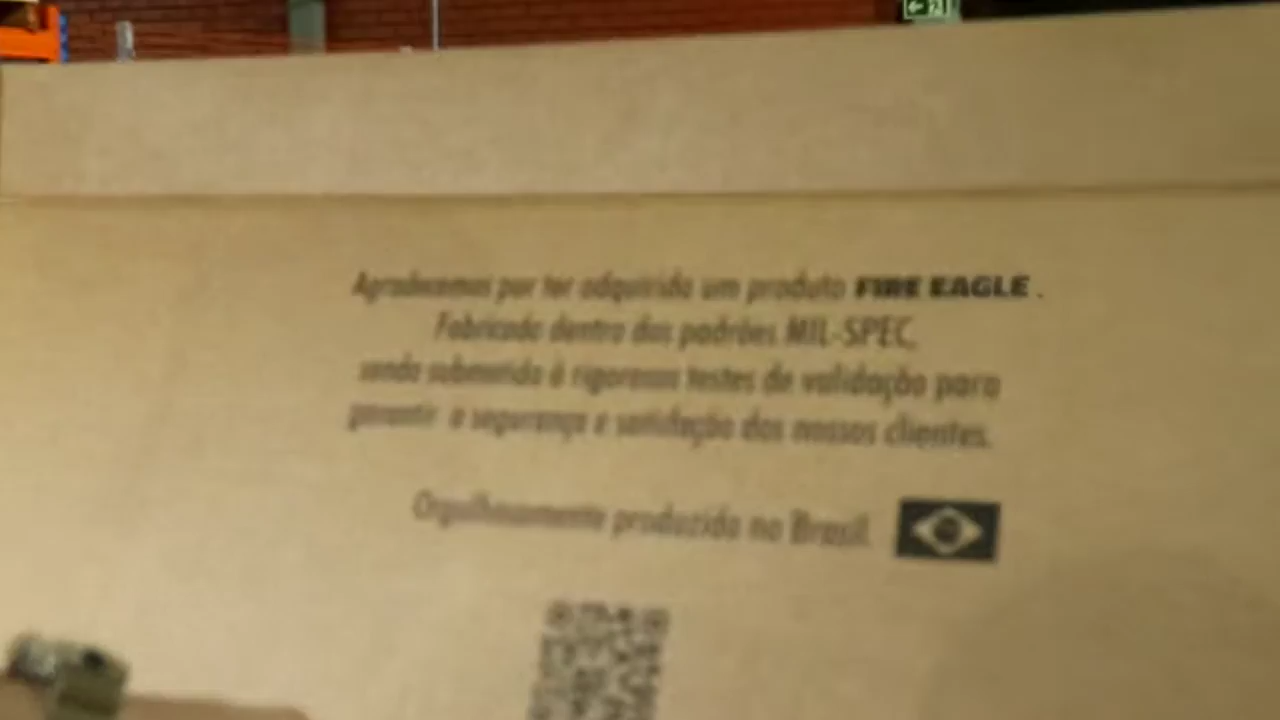 Agradecemos por ter adquirido um produto FIRE EAGLE.
Fabricado dentro dos padrões MIL-SPEC,
sendo submetido à rigorosos testes de validação para
garantir a segurança e satisfação dos nossos clientes.
Orgulhosamente produzido no Brasil.